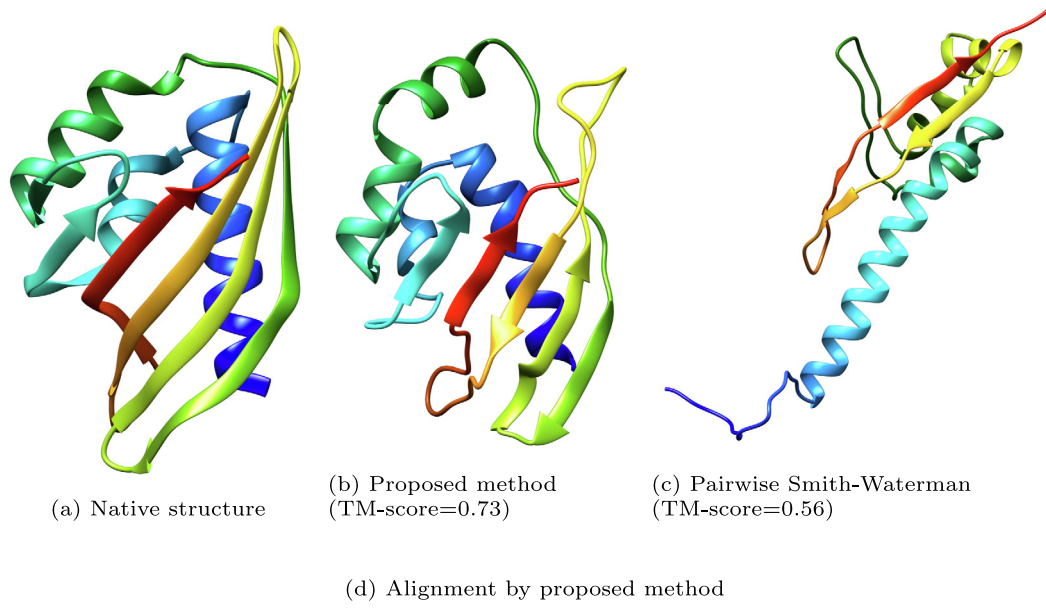 (a) Native structure
(b) Proposed method
(TM-score=0.73)
(c) Pairwise Smith-Waterman
(TM-score=0.56)
(d) Alignment by proposed method